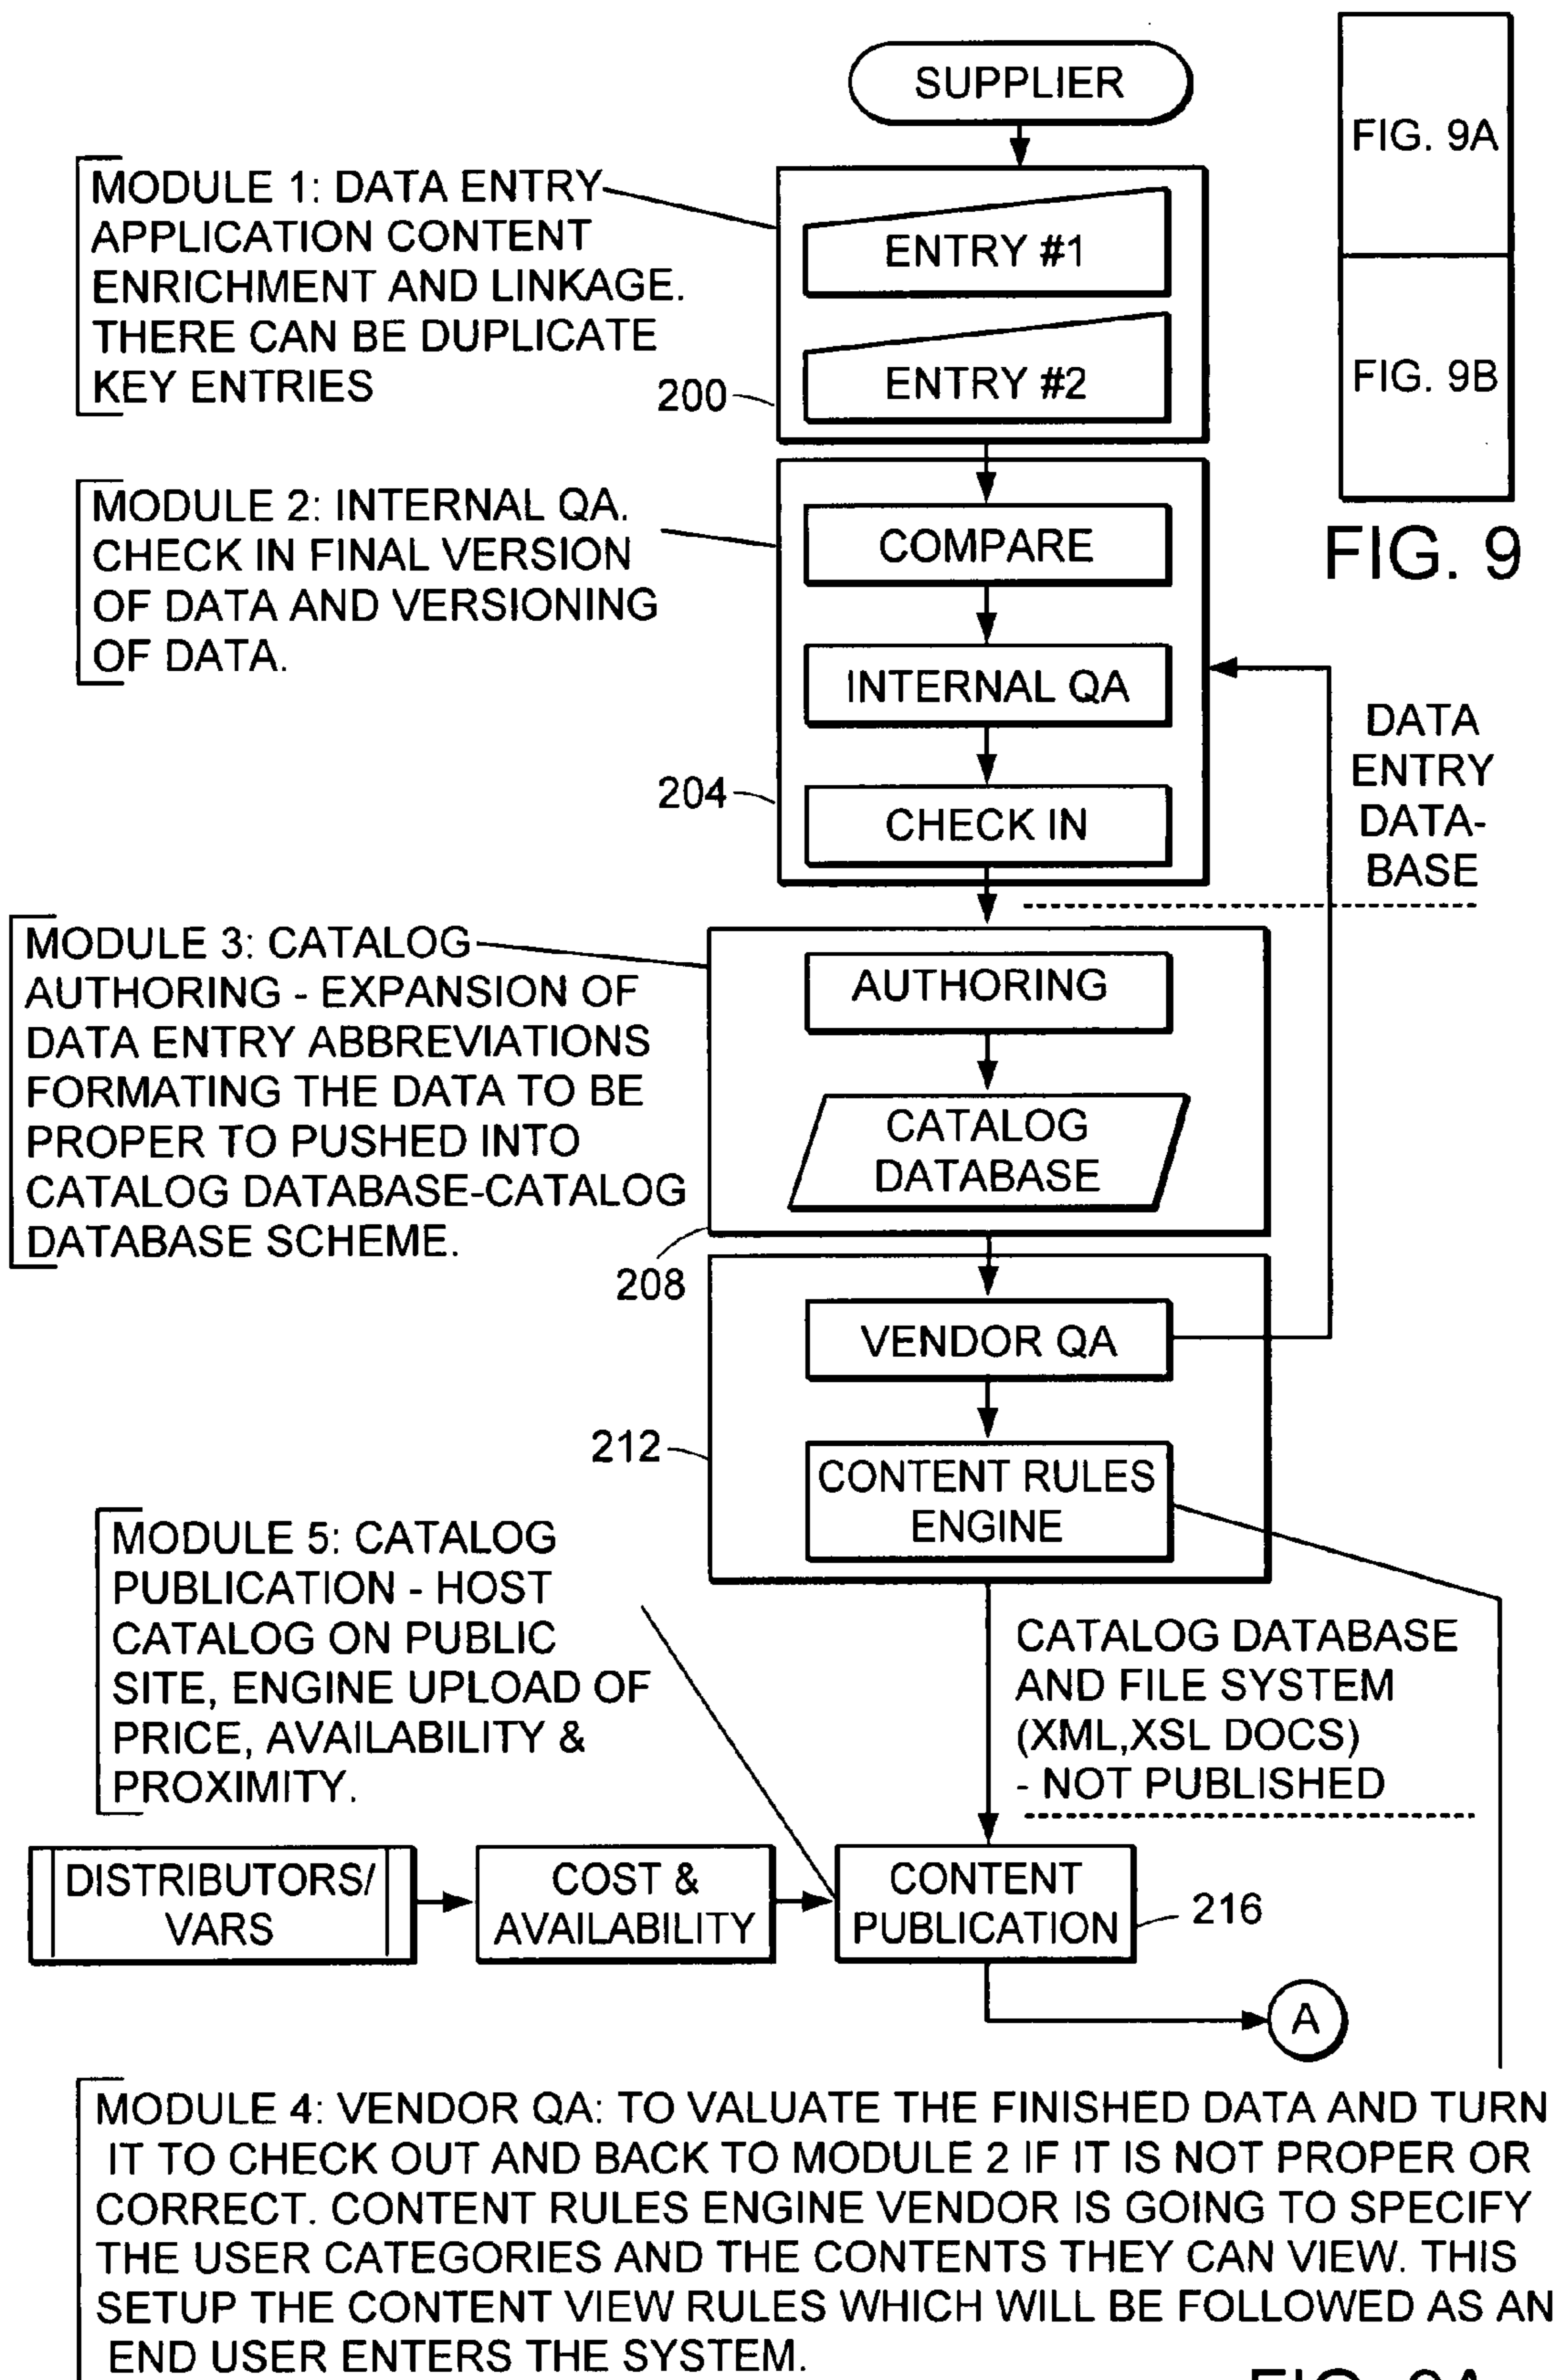 SUPPLIER
FIG. 9A
FIG. 9B
FIG. 9
MODULE 1: DATA ENTRY
APPLICATION CONTENT
ENRICHMENT AND LINKAGE.
THERE CAN BE DUPLICATE
KEY ENTRIES
ENTRY #1
ENTRY #2
200
MODULE 2: INTERNAL QA.
CHECK IN FINAL VERSION
OF DATA AND VERSIONING
OF DATA.
COMPARE
INTERNAL QA
CHECK IN
204
DATA
ENTRY
DATA-
BASE
MODULE 3: CATALOG
AUTHORING - EXPANSION OF
DATA ENTRY ABBREVIATIONS
FORMATING THE DATA TO BE
PROPER TO PUSHED INTO
CATALOG DATABASE-CATALOG
DATABASE SCHEME.
AUTHORING
CATALOG
DATABASE
208
VENDOR QA
CONTENT RULES
ENGINE
212
MODULE 5: CATALOG
PUBLICATION - HOST
CATALOG ON PUBLIC
SITE, ENGINE UPLOAD OF
PRICE, AVAILABILITY &
PROXIMITY.
CATALOG DATABASE
AND FILE SYSTEM
(XML,XSL DOCS)
- NOT PUBLISHED
DISTRIBUTORS/
VARS
COST &
AVAILABILITY
CONTENT
PUBLICATION
216
A
MODULE 4: VENDOR QA: TO VALUATE THE FINISHED DATA AND TURN
IT TO CHECK OUT AND BACK TO MODULE 2 IF IT IS NOT PROPER OR
CORRECT. CONTENT RULES ENGINE VENDOR IS GOING TO SPECIFY
THE USER CATEGORIES AND THE CONTENTS THEY CAN VIEW. THIS
SETUP THE CONTENT VIEW RULES WHICH WILL BE FOLLOWED AS AN
END USER ENTERS THE SYSTEM.